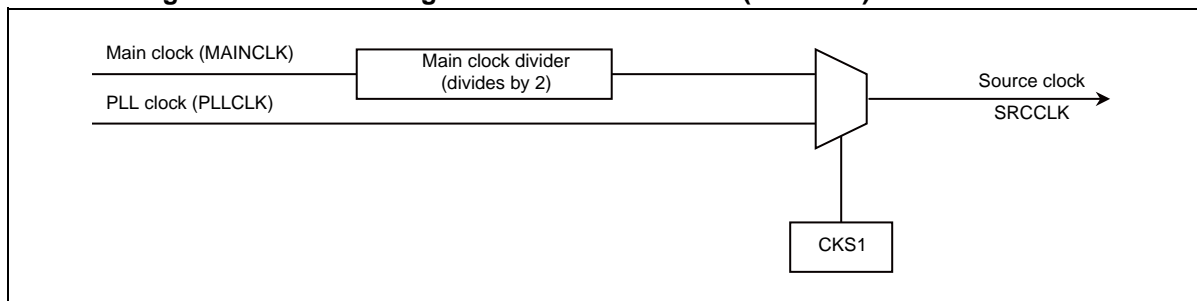 Main clock (MAINCLK)
Main clock divider
(divides by 2)
Source clock
PLL clock (PLLCLK)
SRCCLK
CKS1